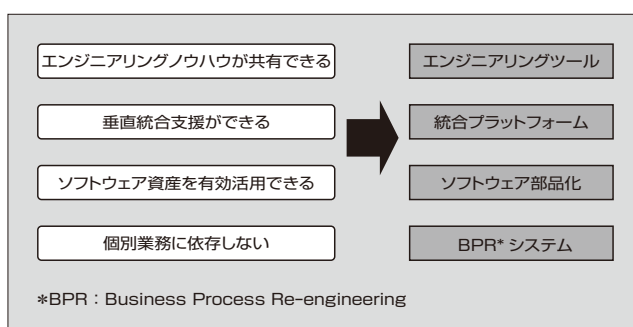 エンジニアリングノウハウが共有できる
エンジニアリングツール
垂直統合支援ができる
統合プラットフォーム
ソフトウェア資産を有効活用できる
ソフトウェア部品化
個別業務に依存しない
BPR* システム
*BPR：Business Process Re-engineering